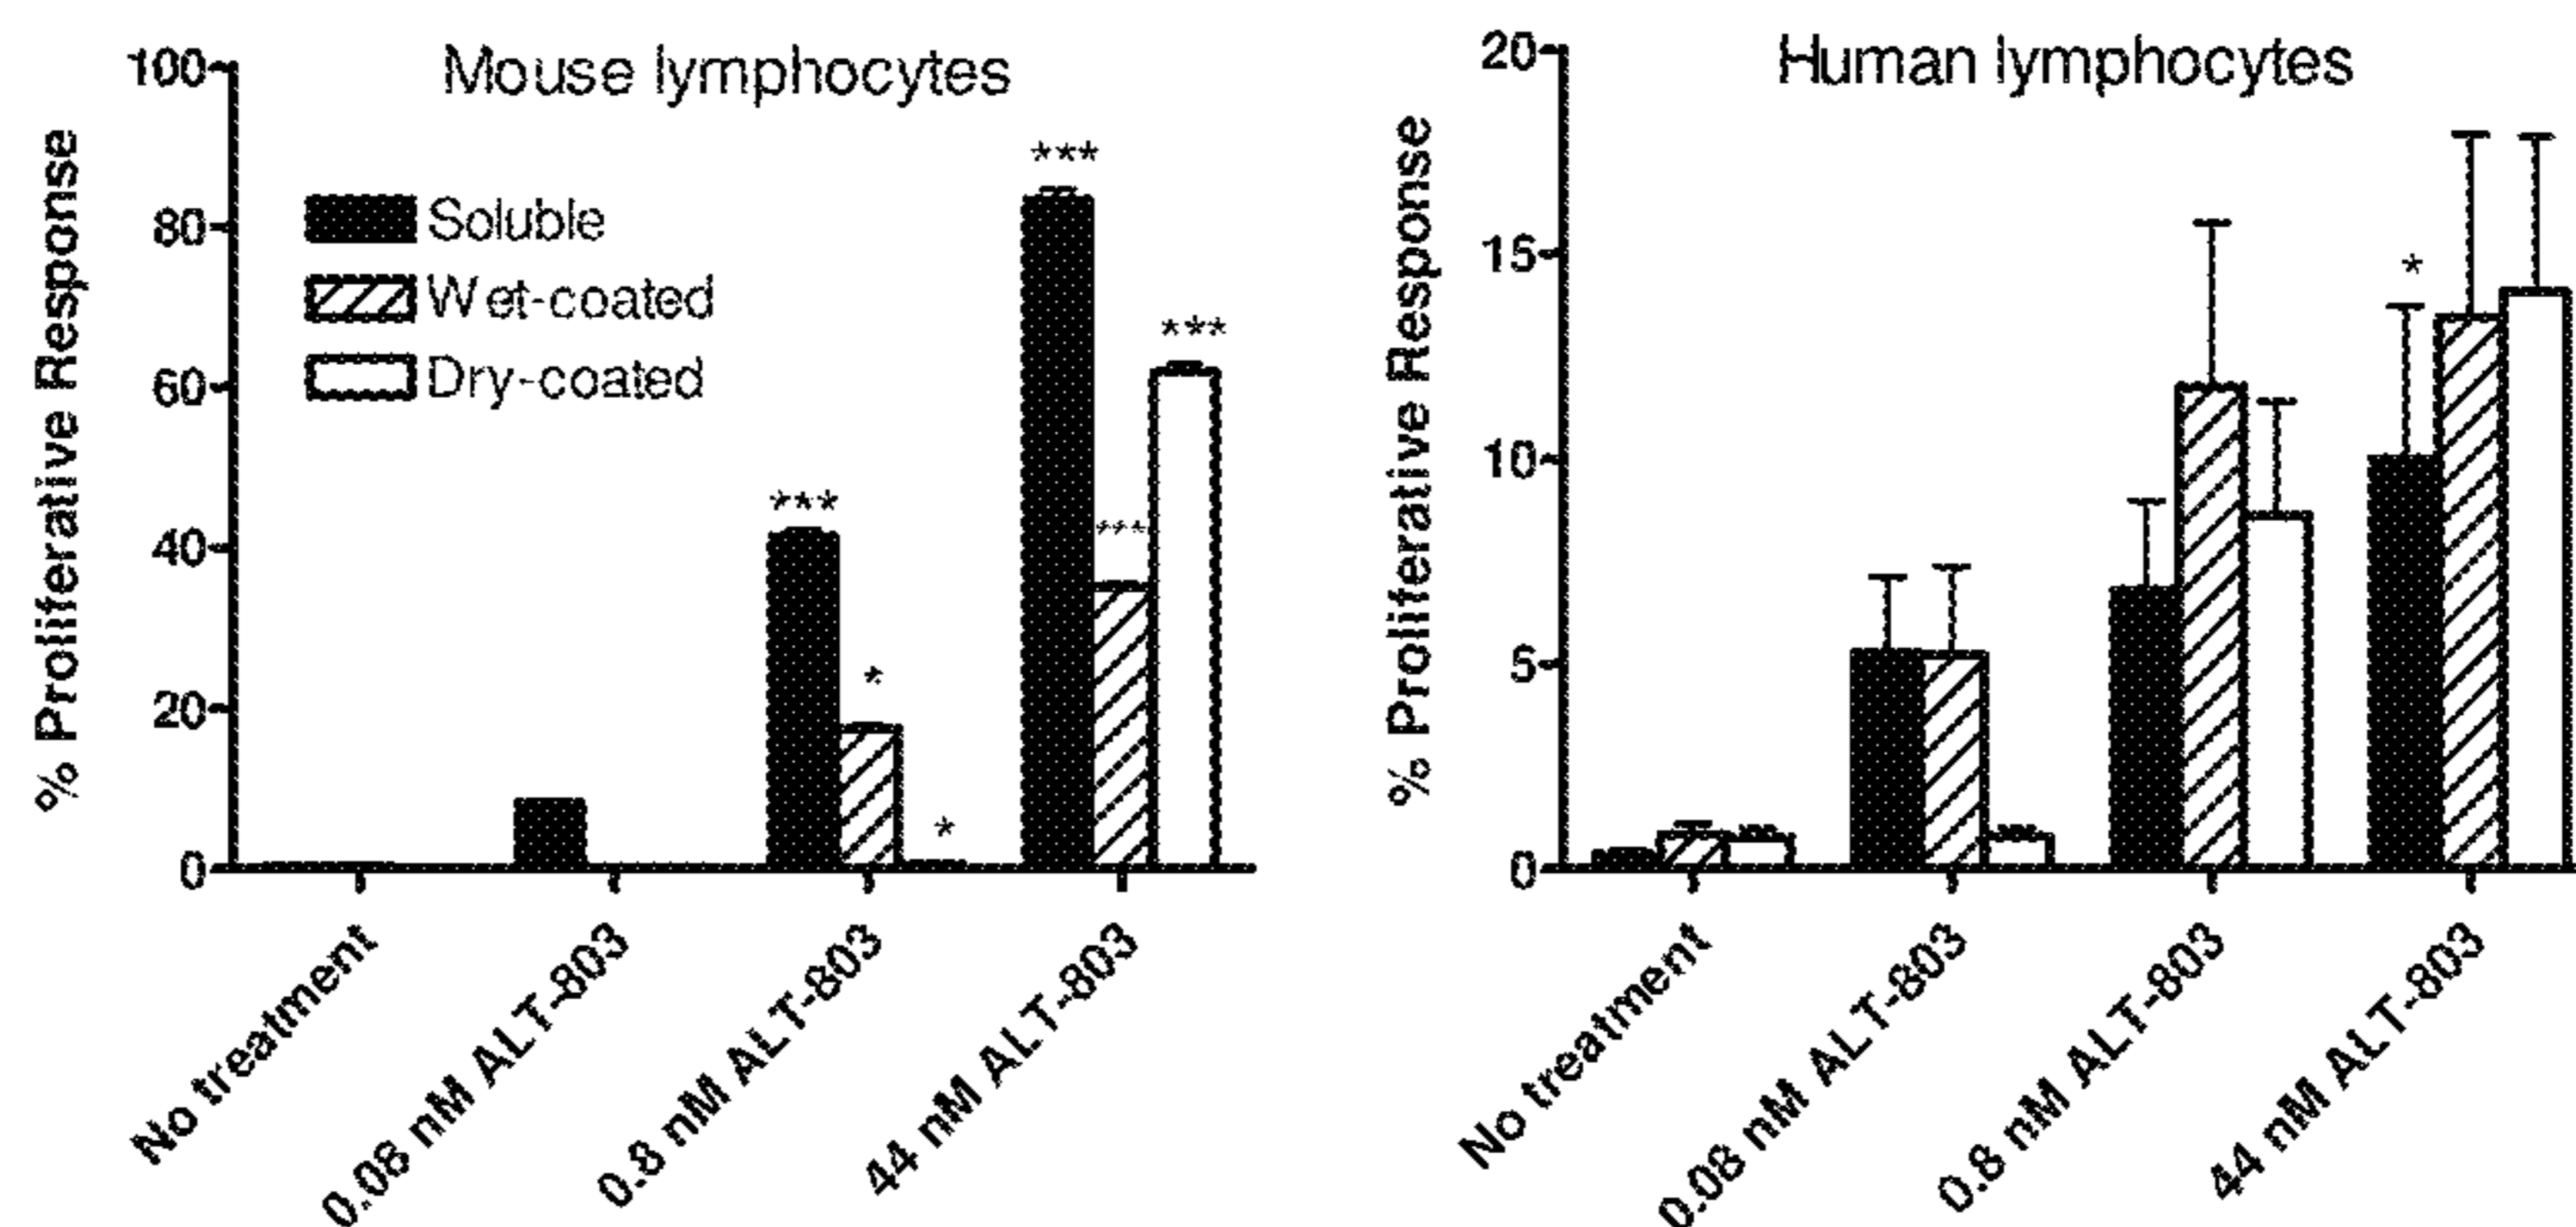 Mouse lymphocytes
% Proliferative Response
100
80
60
40
20
0
Soluble
Wet-coated
Dry-coated
***
*
*
***
***
***
No treatment
0.08 nM ALT-803
0.8 nM ALT-803
44 nM ALT-803
Human lymphocytes
% Proliferative Response
20
15
10
5
0
*
No treatment
0.08 nM ALT-803
0.8 nM ALT-803
44 nM ALT-803